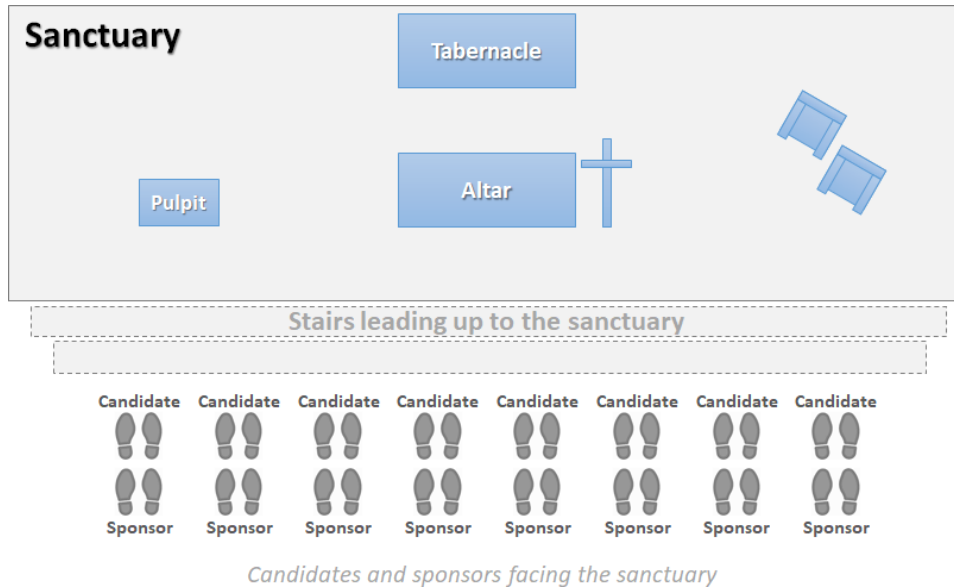 Sanctuary
Tabernacle
Altar
Pulpit
Stairs leading up to the sanctuary
Candidate Candidate Candidate Candidate Candidate Candidate Candidate Candidate
Sponsor Sponsor Sponsor Sponsor Sponsor Sponsor Sponsor Sponsor
Candidates and sponsors facing the sanctuary